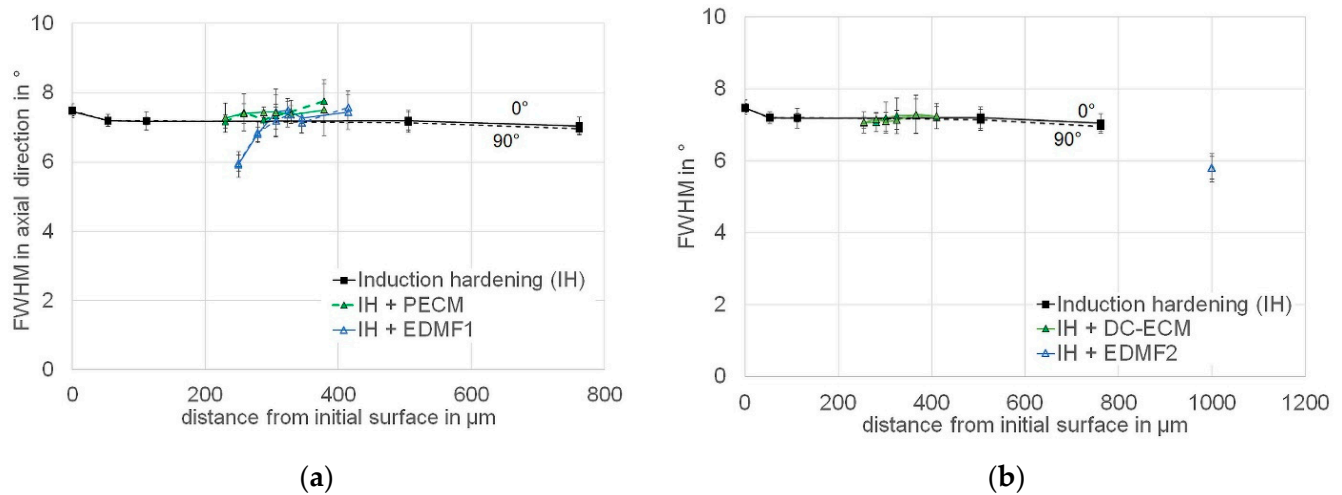 10
8
6
4
2
0
FWHM in axial direction in °
0°
90°
Induction hardening (IH)
IH + PECM
IH + EDMF1
0 200 400 600 800
distance from initial surface in µm
(a)
10
8
6
4
2
0
FWHM in °
0°
90°
Induction hardening (IH)
IH + DC-ECM
IH + EDMF2
0 200 400 600 800 1000 1200
distance from initial surface in µm
(b)